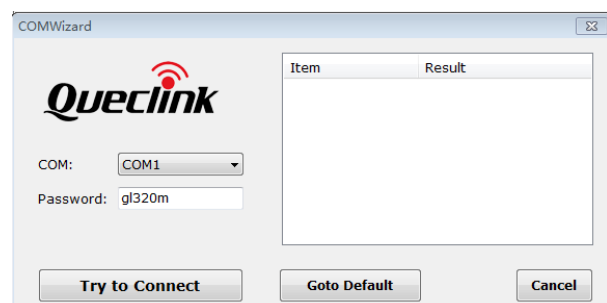 COMWizard
Queclink
Item Result
COM: COM1
Password: gl320m
Try to Connect Goto Default Cancel